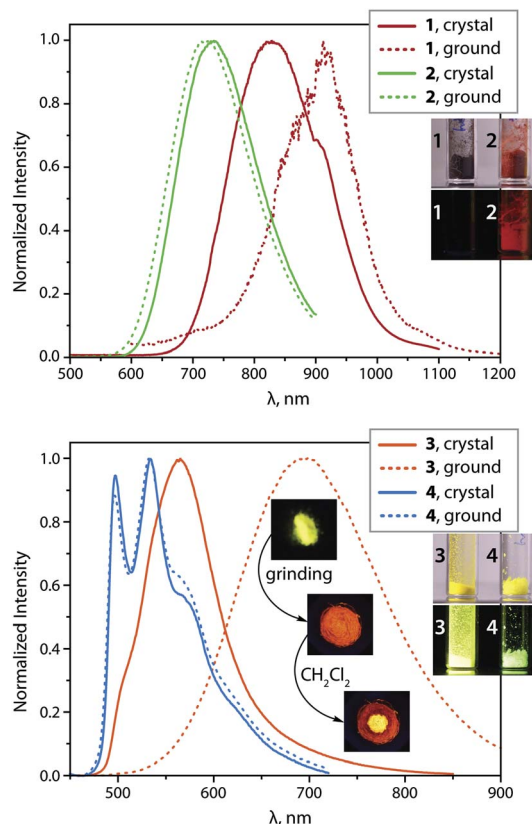 1.0
0.8
0.6
0.4
0.2
0.0
Normalized Intensity
500 600 700 800 900 1000 1100 1200
λ, nm
1, crystal
1, ground
2, crystal
2, ground
1 2
1 2
1.0
0.8
0.6
0.4
0.2
0.0
Normalized Intensity
500 600 700 800 900
λ, nm
3, crystal
3, ground
4, crystal
4, ground
grinding
CH₂Cl₂
3 4
3 4